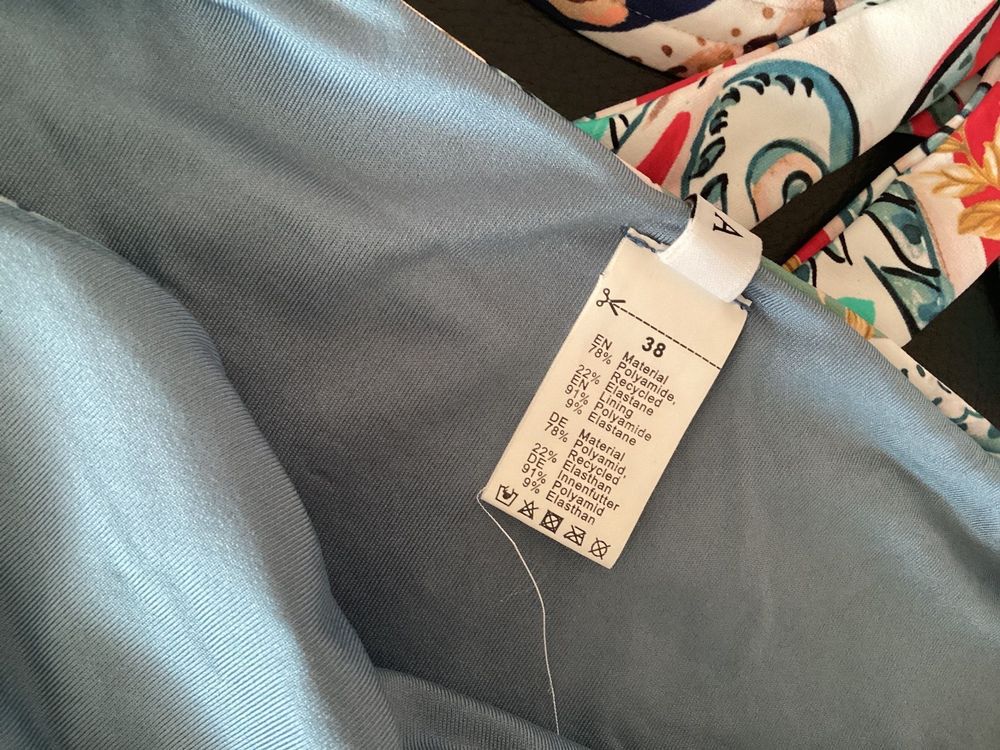 A
38
EN Material
78% Polyamide,
Recycled
22% Elastane
EN Lining
91% Polyamide
9% Elastane
DE Material
78% Polyamid,
Recycled,
22% Elasthan
DE Innenfutter
91% Polyamid
9% Elasthan